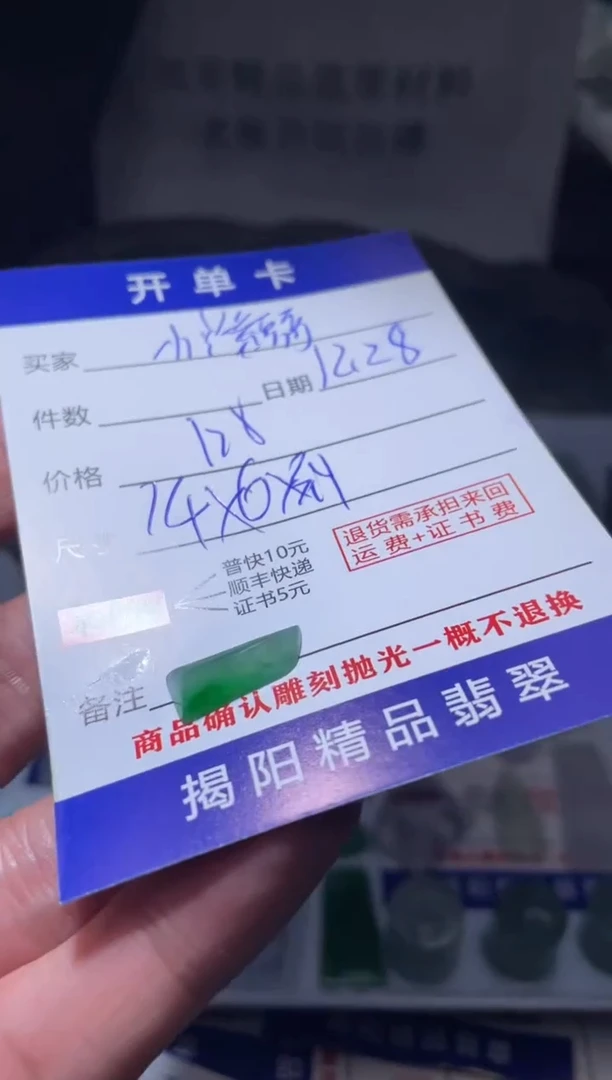 开单卡
买家
日期 12.28
件数
价格 128
尺
普快10元
顺丰快递
证书5元
退货需承担来回
运费+证书费
备注
商品确认雕刻抛光一概不退换
揭阳精品翡翠